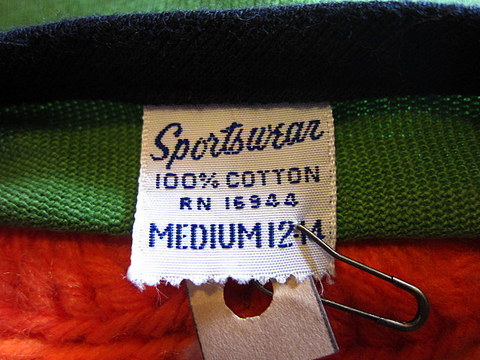 Sportswear
100% COTTON
RN 16944
MEDIUM 12-14